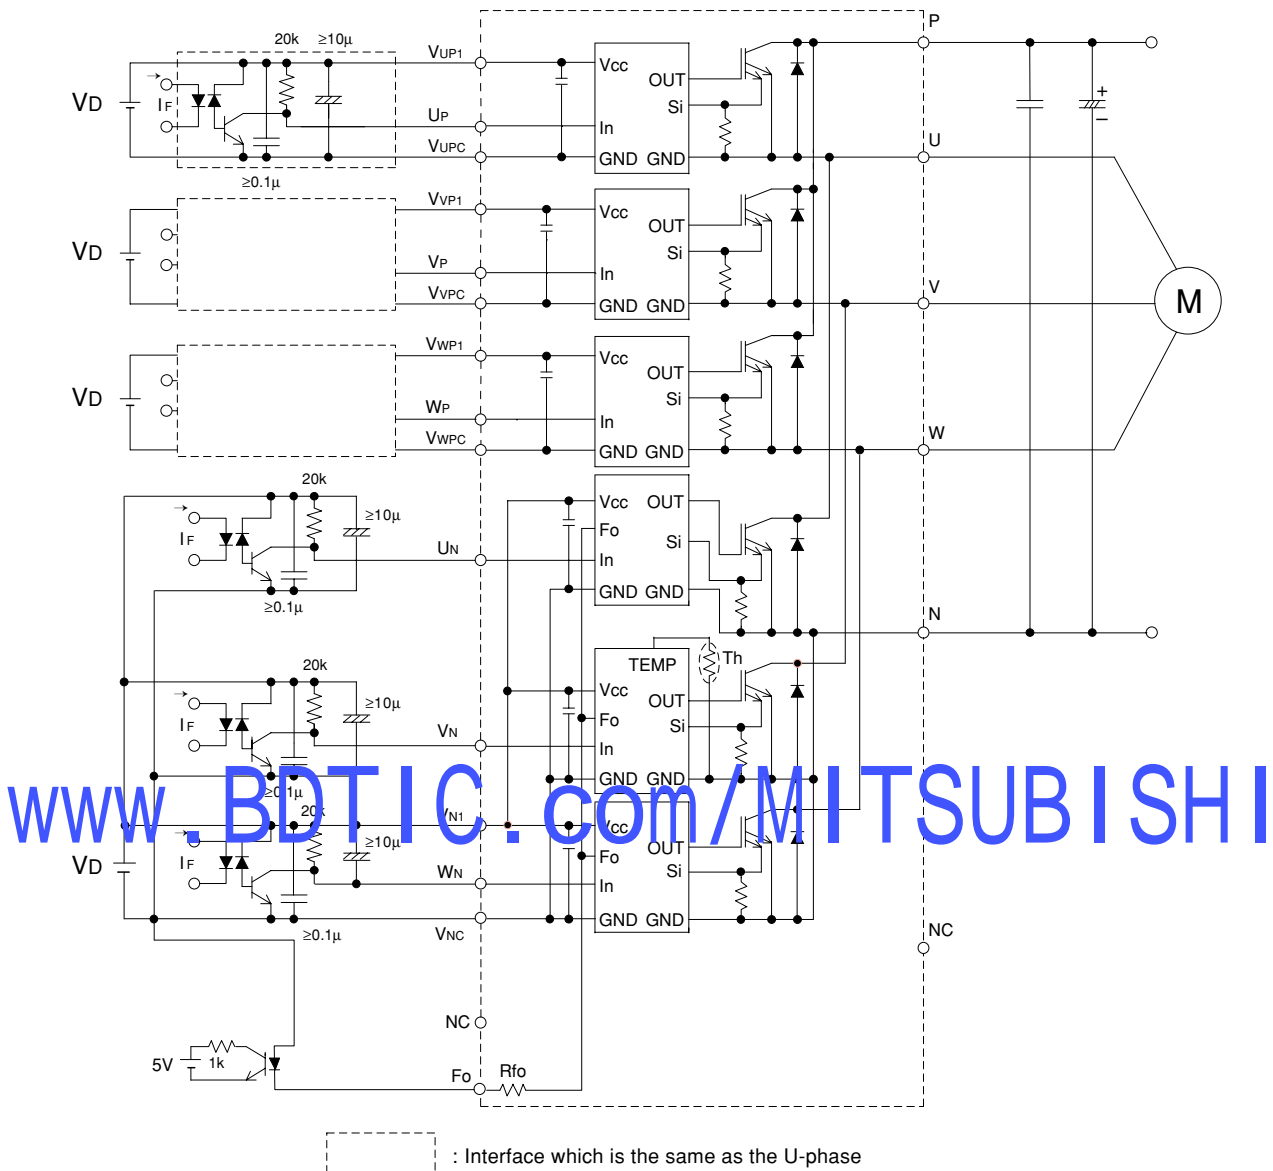 P
20k ≥10μ
VUP1
Vcc
OUT
Si
In
GND GND
VD
IF
UP
VUPC
≥0.1μ
U
+
−
VVP1
Vcc
OUT
Si
In
GND GND
VD
VP
VVPC
V
M
VWP1
Vcc
OUT
Si
In
GND GND
VD
WP
VWPC
W
20k
≥10μ
IF
UN
≥0.1μ
Vcc OUT
Fo
Si
In
GND GND
N
20k
≥10μ
IF
VN
≥0.1μ
TEMP
Th
Vcc
OUT
Fo
Si
In
GND GND
www.BDTIC.com/MITSUBISHI
20k
VN1
≥10μ
VD
IF
WN
Vcc
OUT
Fo
Si
In
GND GND
≥0.1μ
VNC
NC
NC
5V
1k
Fo
Rfo
: Interface which is the same as the U-phase